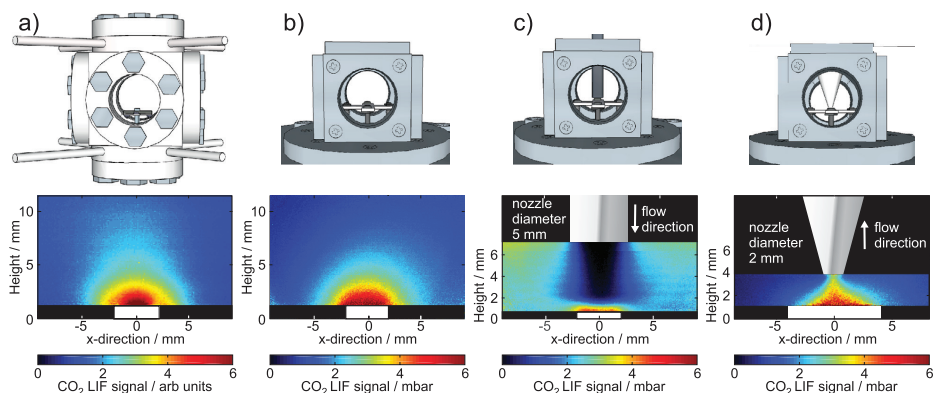 a)
b)
c)
d)
Height / mm
10
5
0
-5
0
5
x-direction / mm
0
2
4
6
CO2 LIF signal / arb units
Height / mm
10
5
0
-5
0
5
x-direction / mm
0
2
4
6
CO2 LIF signal / mbar
nozzle
diameter
5 mm
flow
direction
Height / mm
6
4
2
0
-5
0
5
x-direction / mm
0
2
4
6
CO2 LIF signal / mbar
nozzle
diameter
2 mm
flow
direction
Height / mm
10
8
6
4
2
0
-5
0
5
x-direction / mm
0
2
4
6
CO2 LIF signal / mbar